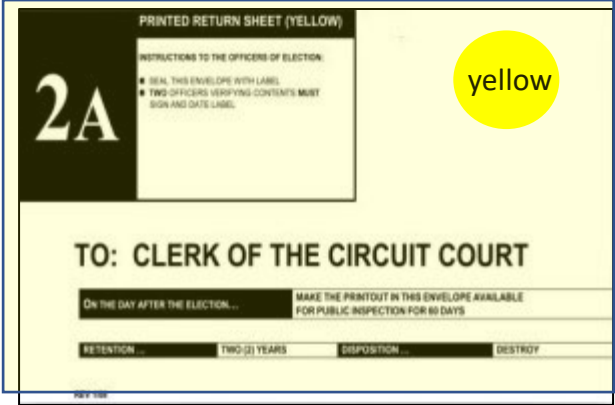 PRINTED RETURN SHEET (YELLOW)
INSTRUCTIONS TO THE OFFICERS OF ELECTION:
SEAL THIS ENVELOPE WITH LABEL
TWO OFFICERS VERIFYING CONTENTS MUST
SIGN AND DATE LABEL
2A
yellow
TO: CLERK OF THE CIRCUIT COURT
ON THE DAY AFTER THE ELECTION...
MAKE THE PRINTOUT IN THIS ENVELOPE AVAILABLE
FOR PUBLIC INSPECTION FOR 60 DAYS
RETENTION... TWO (2) YEARS DISPOSITION... DESTROY
REV